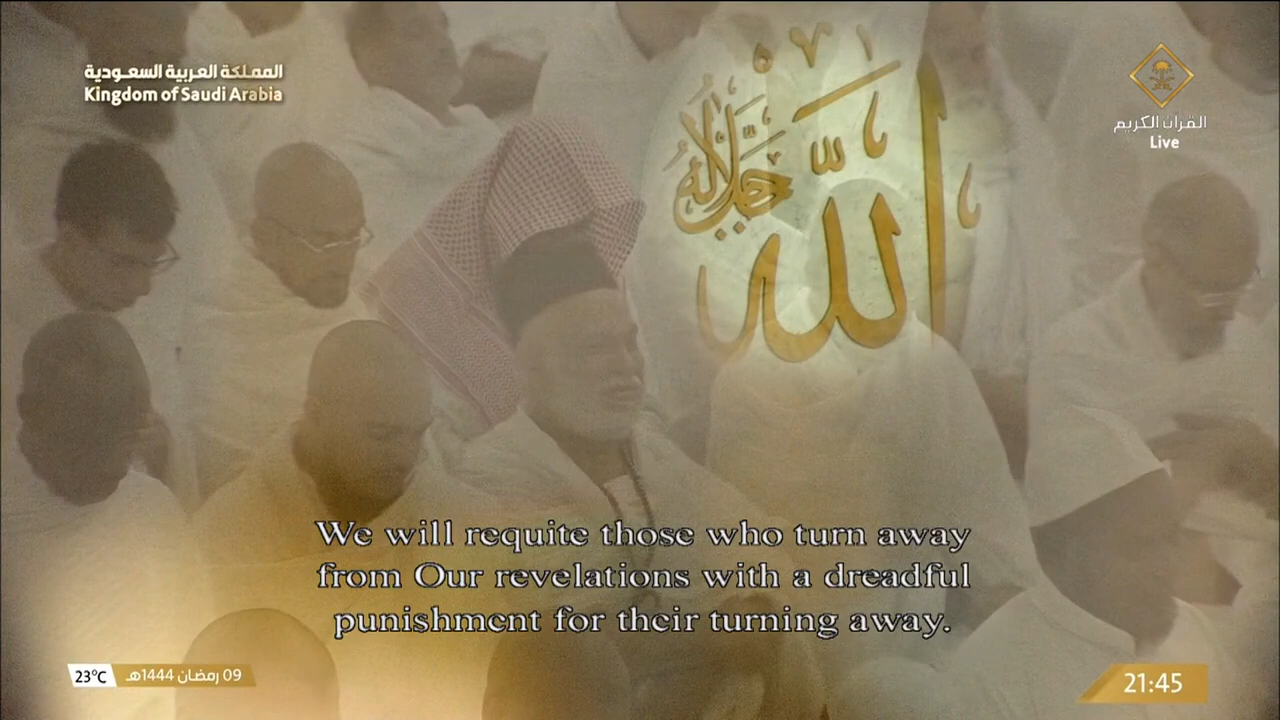 المملكة العربية السعودية
Kingdom of Saudi Arabia
القرآن الكريم
Live
الله
جل جلاله
We will requite those who turn away
from Our revelations with a dreadful
punishment for their turning away.
23°C
09 رمضان 1444هـ
21:45